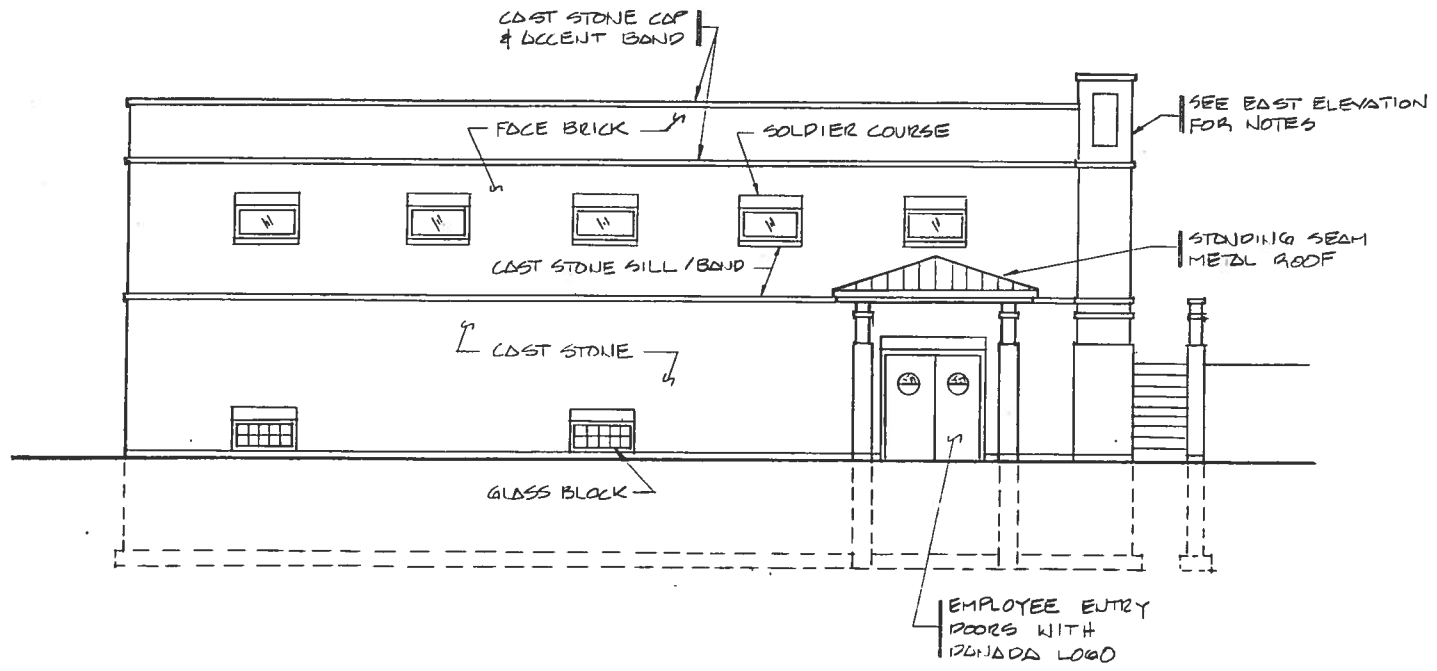 CAST STONE CAP
& ACCENT BAND
SEE EAST ELEVATION
FOR NOTES
FACE BRICK
SOLDIER COURSE
STANDING SEAM
METAL ROOF
CAST STONE SILL / BAND
CAST STONE
GLASS BLOCK
EMPLOYEE ENTRY
DOORS WITH
DANADA LOGO